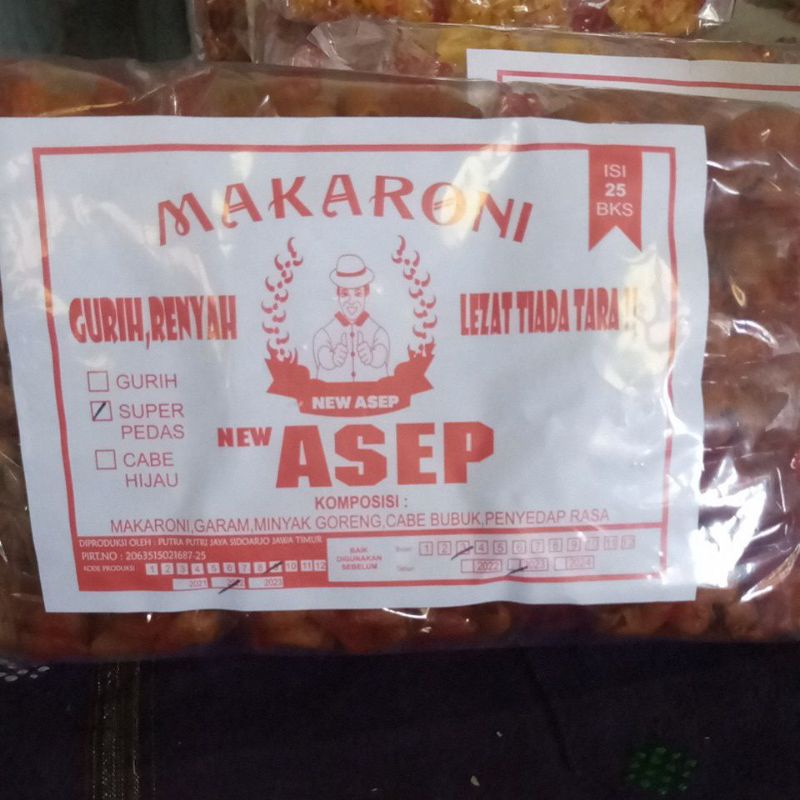 MAKARONI
ISI
25
BKS
GURIH,RENYAH
LEZAT TIADA TARA !!
GURIH
SUPER
PEDAS
CABE
HIJAU
NEW ASEP
NEW ASEP
KOMPOSISI :
MAKARONI,GARAM,MINYAK GORENG,CABE BUBUK,PENYEDAP RASA
DIPRODUKSI OLEH : PUTRA PUTRI JAYA SIDOARJO JAWA TIMUR
PIRT.NO : 2063515021687-25
KODE PRODUKSI 1 2 3 4 5 6 7 8 9 10 11 12
2021 2022 2023
BAIK
DIGUNAKAN
SEBELUM
Bulan 1 2 3 4 5 6 7 8 9 10 11 12
Tahun 2022 2023 2024